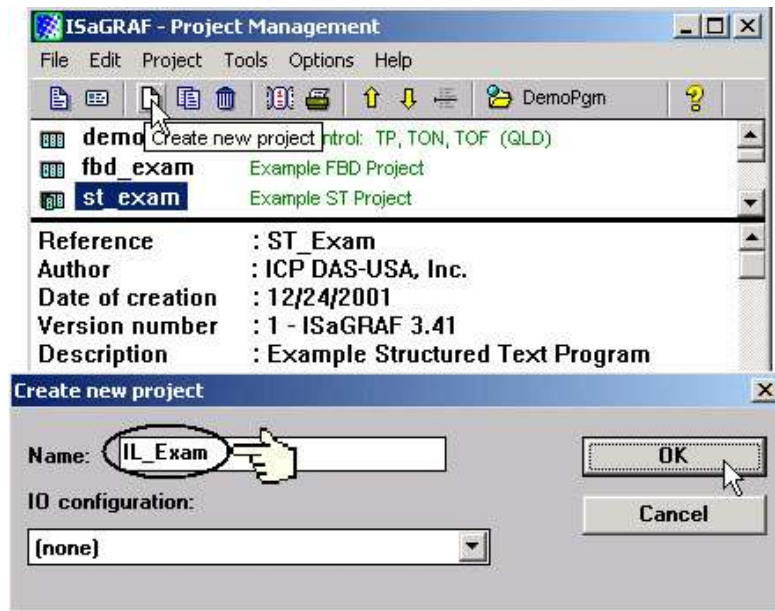 ISaGRAF - Project Management
File Edit Project Tools Options Help
DemoPgm
demo Create new project ntrol: TP, TON, TOF (QLD)
fbd_exam Example FBD Project
st_exam Example ST Project
Reference : ST_Exam
Author : ICP DAS-USA, Inc.
Date of creation : 12/24/2001
Version number : 1 - ISaGRAF 3.41
Description : Example Structured Text Program
Create new project
Name: IL_Exam
OK
IO configuration:
Cancel
(none)